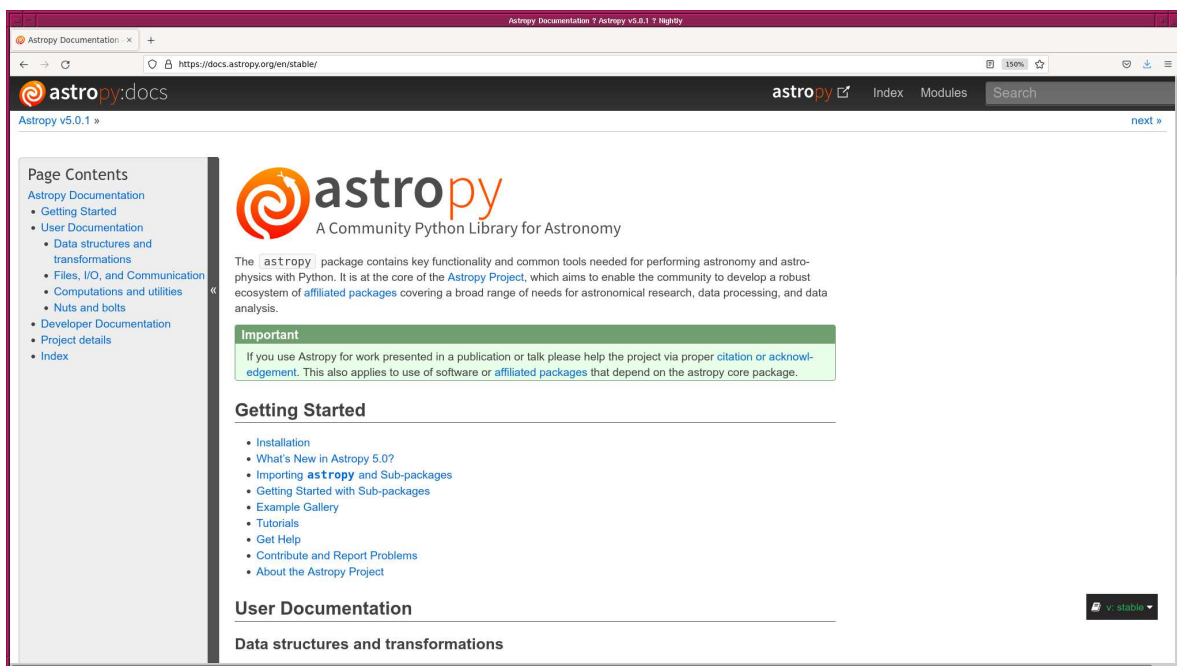 Astropy Documentation ? Astropy v5.0.1 ? Nightly
Astropy Documentation
https://docs.astropy.org/en/stable/
150%
astropy:docs
astropy
Index
Modules
Search
Astropy v5.0.1 »
next »
Page Contents
Astropy Documentation
• Getting Started
• User Documentation
• Data structures and
transformations
• Files, I/O, and Communication
• Computations and utilities
• Nuts and bolts
• Developer Documentation
• Project details
• Index
«
astropy
A Community Python Library for Astronomy
The astropy package contains key functionality and common tools needed for performing astronomy and astro-
physics with Python. It is at the core of the Astropy Project, which aims to enable the community to develop a robust
ecosystem of affiliated packages covering a broad range of needs for astronomical research, data processing, and data
analysis.
Important
If you use Astropy for work presented in a publication or talk please help the project via proper citation or acknowl-
edgement. This also applies to use of software or affiliated packages that depend on the astropy core package.
Getting Started
• Installation
• What's New in Astropy 5.0?
• Importing astropy and Sub-packages
• Getting Started with Sub-packages
• Example Gallery
• Tutorials
• Get Help
• Contribute and Report Problems
• About the Astropy Project
User Documentation
v: stable
Data structures and transformations